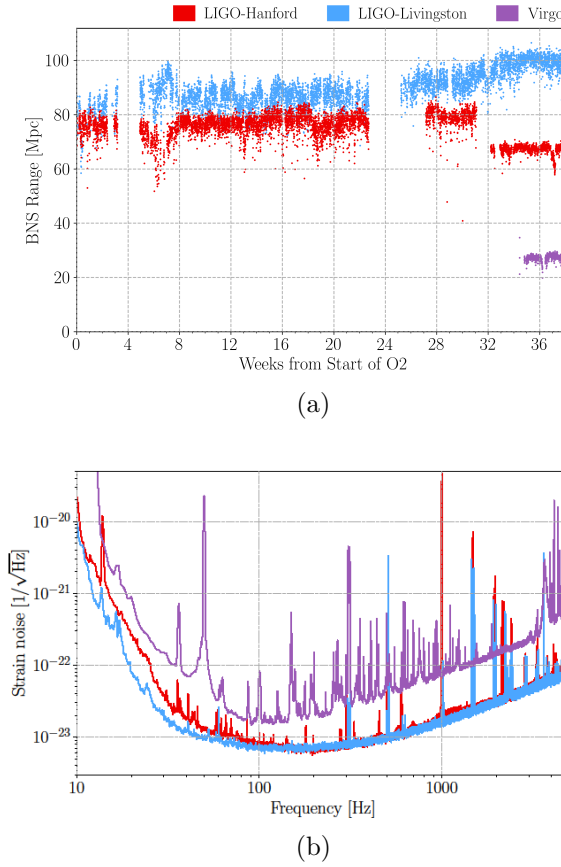 LIGO-Hanford LIGO-Livingston Virgo
100
80
60
40
20
0
BNS Range [Mpc]
0 4 8 12 16 20 24 28 32 36
Weeks from Start of O2
(a)
10⁻²⁰
10⁻²¹
10⁻²²
10⁻²³
Strain noise [1/√Hz]
10 100 1000
Frequency [Hz]
(b)